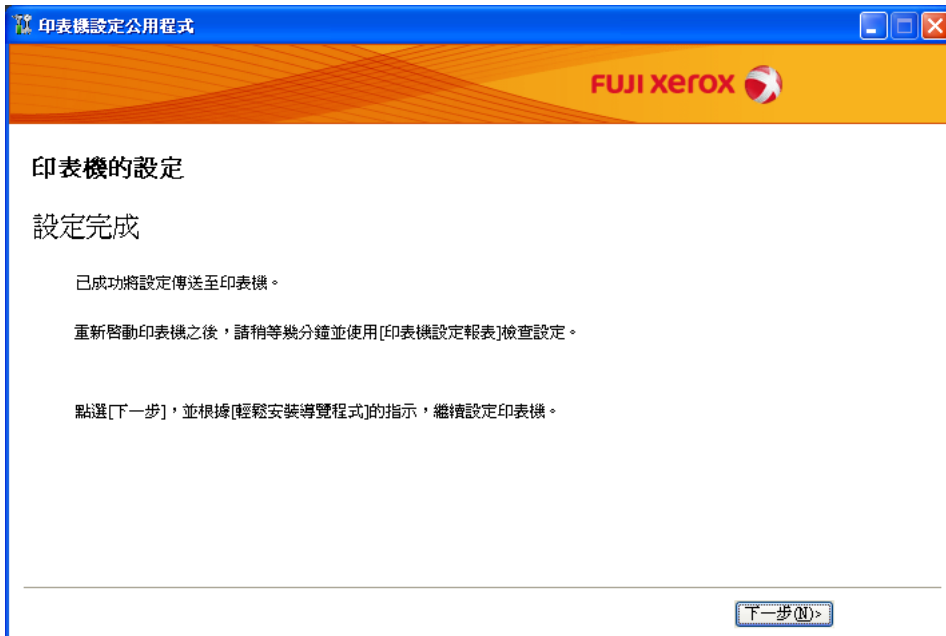 印表機設定公用程式
FUJI xerox
印表機的設定
設定完成
已成功將設定傳送至印表機。
重新啟動印表機之後，請稍等幾分鐘並使用[印表機設定報表]檢查設定。
點選[下一步]，並根據[輕鬆安裝導覽程式]的指示，繼續設定印表機。
下一步(N)>